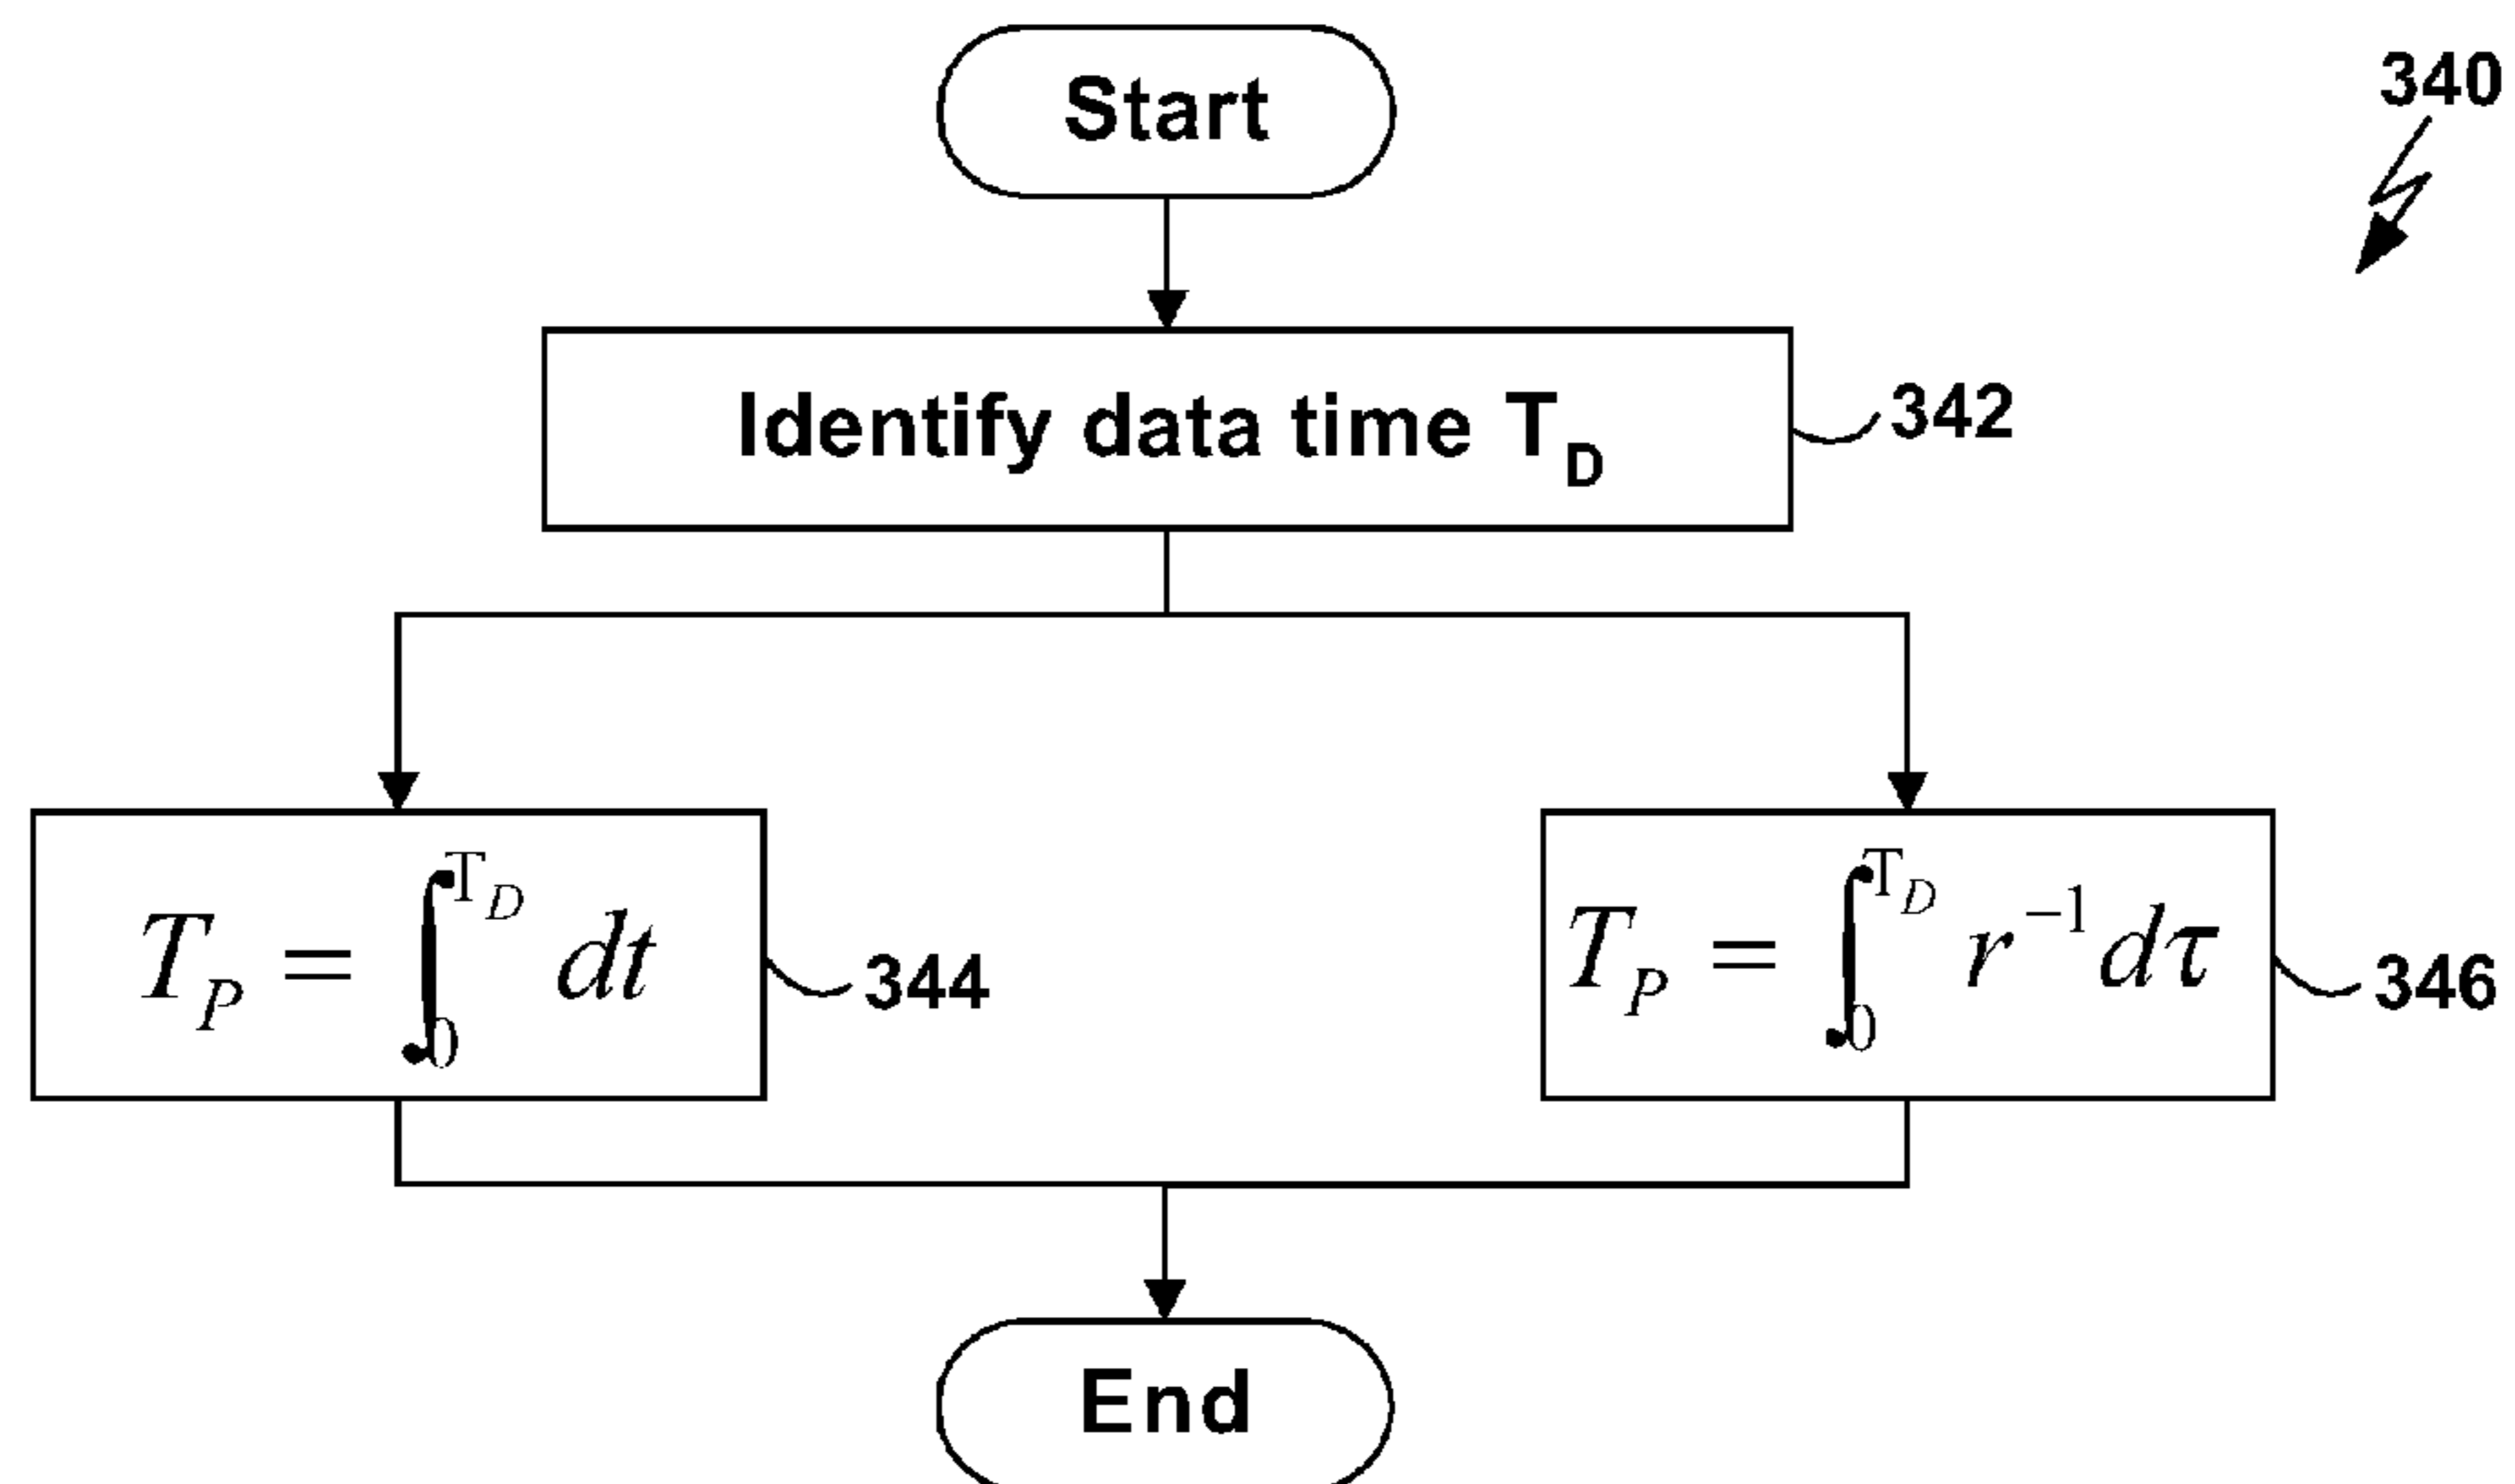 Start
340
Identify data time T_D
342
T_P = ∫_0^{T_D} dt
344
T_P = ∫_0^{T_D} r^{-1} dτ
346
End